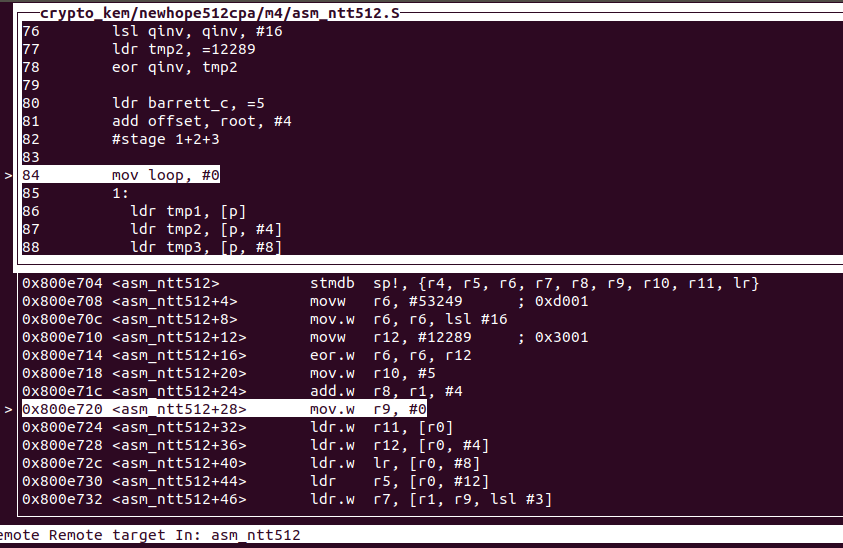 crypto_kem/newhope512cpa/m4/asm_ntt512.S
76 lsl qinv, qinv, #16
77 ldr tmp2, =12289
78 eor qinv, tmp2
79
80 ldr barrett_c, =5
81 add offset, root, #4
82 #stage 1+2+3
83
> 84 mov loop, #0
85 1:
86 ldr tmp1, [p]
87 ldr tmp2, [p, #4]
88 ldr tmp3, [p, #8]
0x800e704 <asm_ntt512> stmdb sp!, {r4, r5, r6, r7, r8, r9, r10, r11, lr}
0x800e708 <asm_ntt512+4> movw r6, #53249 ; 0xd001
0x800e70c <asm_ntt512+8> mov.w r6, r6, lsl #16
0x800e710 <asm_ntt512+12> movw r12, #12289 ; 0x3001
0x800e714 <asm_ntt512+16> eor.w r6, r6, r12
0x800e718 <asm_ntt512+20> mov.w r10, #5
0x800e71c <asm_ntt512+24> add.w r8, r1, #4
> 0x800e720 <asm_ntt512+28> mov.w r9, #0
0x800e724 <asm_ntt512+32> ldr.w r11, [r0]
0x800e728 <asm_ntt512+36> ldr.w r12, [r0, #4]
0x800e72c <asm_ntt512+40> ldr.w lr, [r0, #8]
0x800e730 <asm_ntt512+44> ldr r5, [r0, #12]
0x800e732 <asm_ntt512+46> ldr.w r7, [r1, r9, lsl #3]
emote Remote target In: asm_ntt512